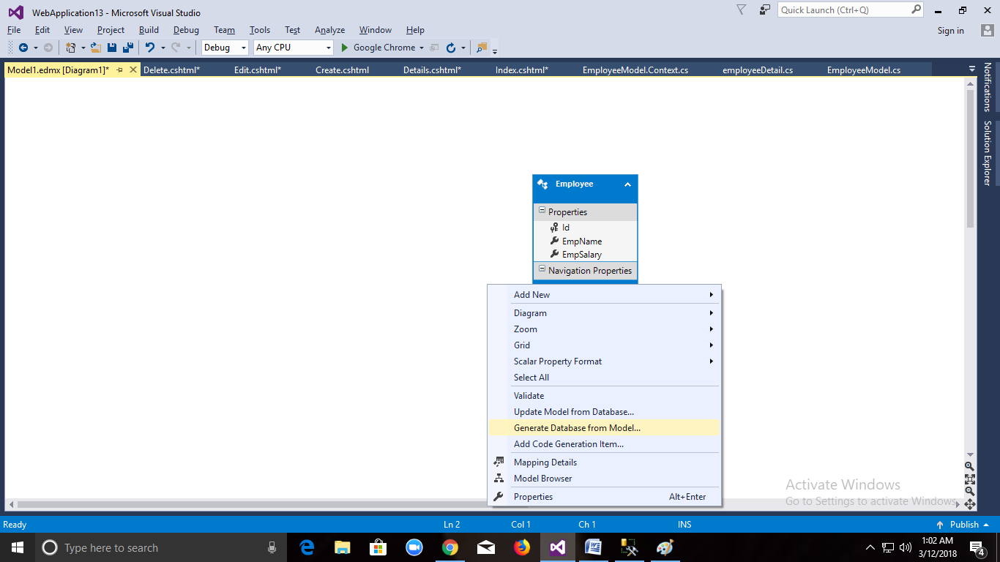 WebApplication13 - Microsoft Visual Studio
Quick Launch (Ctrl+Q)
File Edit View Project Build Debug Team Tools Test Analyze Window Help
Sign in
Debug Any CPU Google Chrome
Model1.edmx [Diagram1]* Delete.cshtml* Edit.cshtml* Create.cshtml Details.cshtml* Index.cshtml* EmployeeModel.Context.cs employeeDetail.cs EmployeeModel.cs
Notifications
Solution Explorer
Employee
Properties
Id
EmpName
EmpSalary
Navigation Properties
Add New
Diagram
Zoom
Grid
Scalar Property Format
Select All
Validate
Update Model from Database...
Generate Database from Model...
Add Code Generation Item...
Mapping Details
Model Browser
Properties Alt+Enter
Activate Windows
Go to Settings to activate Windows.
Ready Ln 2 Col 1 Ch 1 INS Publish
Type here to search
1:02 AM
3/12/2018
4